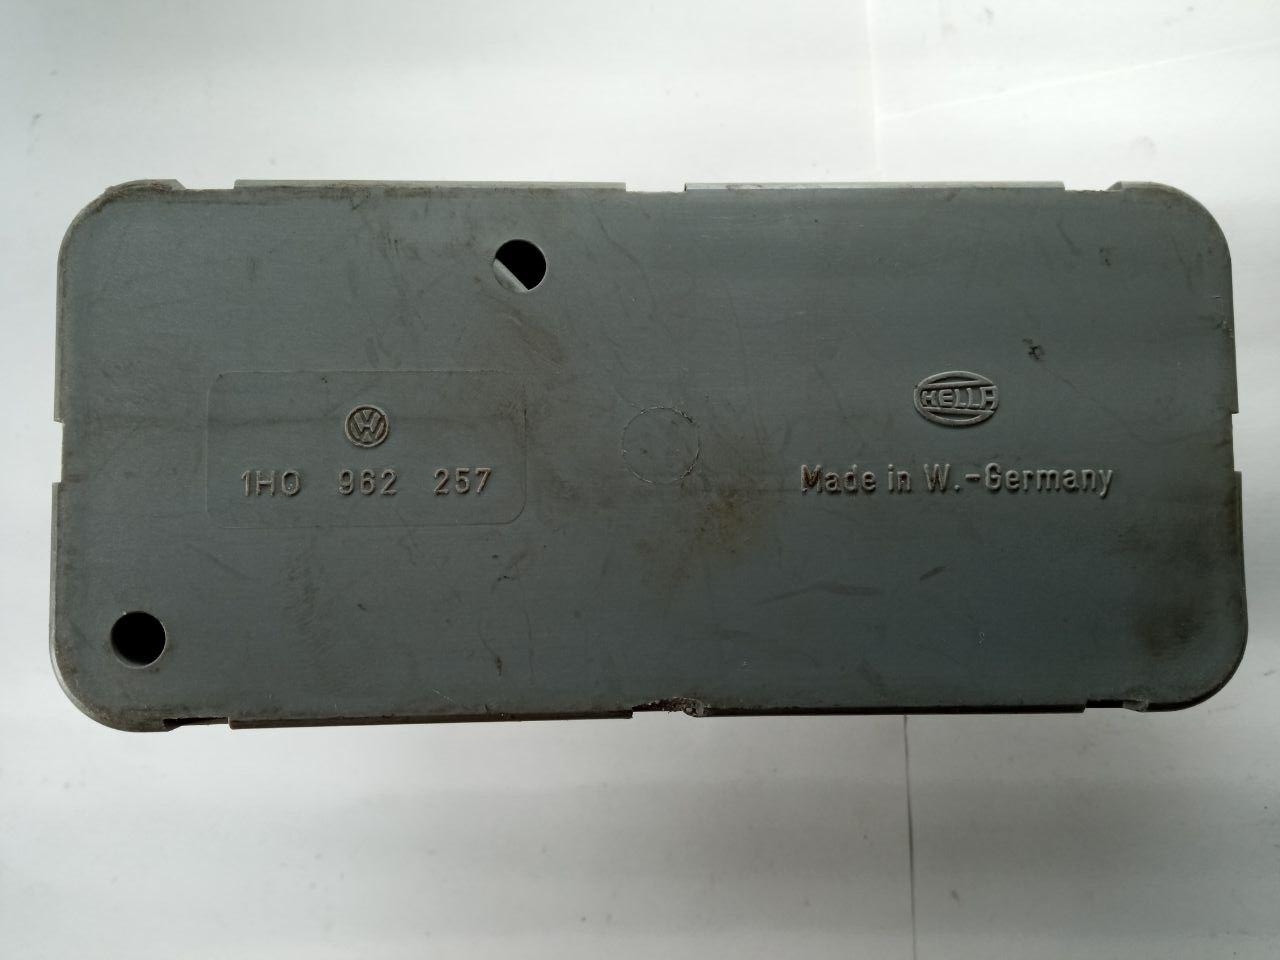 VW
1H0 962 257
HELLA
Made in W.-Germany